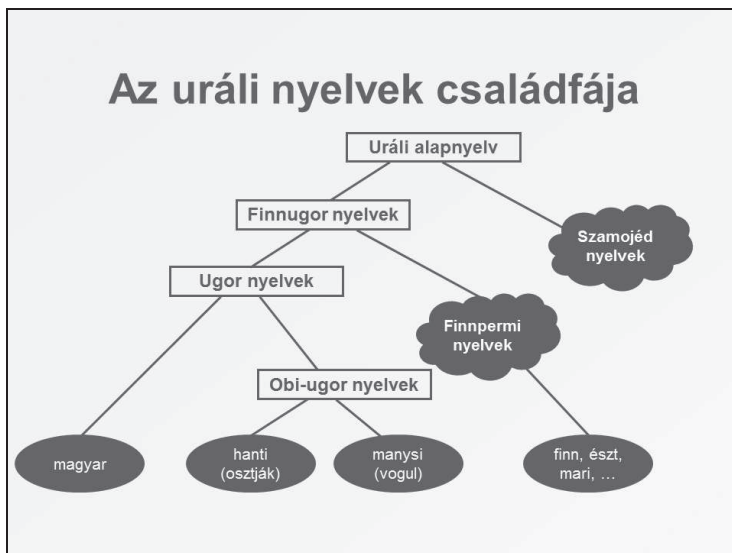 Az uráli nyelvek családfája
Uráli alapnyelv
Finnugor nyelvek
Szamojéd
nyelvek
Ugor nyelvek
Finnpermi
nyelvek
Obi-ugor nyelvek
magyar
hanti
(osztják)
manysi
(vogul)
finn, észt,
mari, …